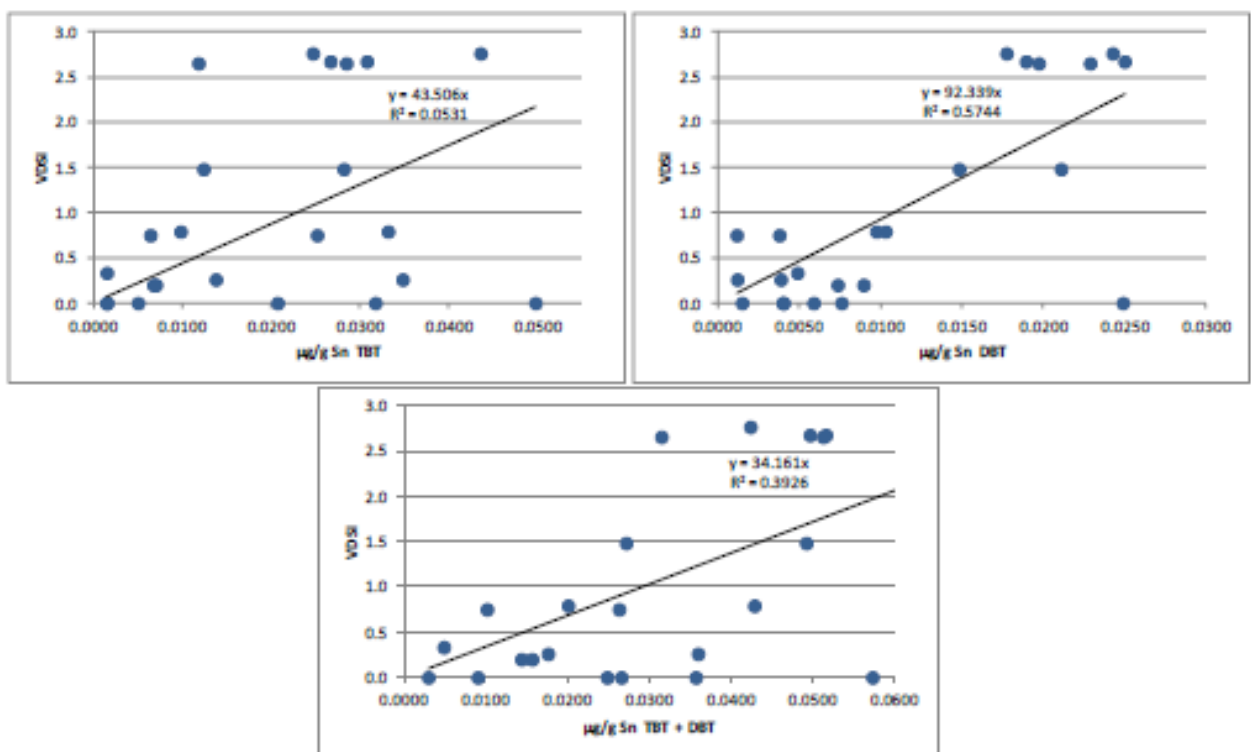 3.0
2.5
2.0
1.5
1.0
0.5
0.0
VDSI
y = 43.506x
R² = 0.0531
0.0000 0.0100 0.0200 0.0300 0.0400 0.0500
µg/g Sn TBT
3.0
2.5
2.0
1.5
1.0
0.5
0.0
VDSI
y = 92.339x
R² = 0.5744
0.0000 0.0050 0.0100 0.0150 0.0200 0.0250 0.0300
µg/g Sn DBT
3.0
2.5
2.0
1.5
1.0
0.5
0.0
VDSI
y = 34.161x
R² = 0.3926
0.0000 0.0100 0.0200 0.0300 0.0400 0.0500 0.0600
µg/g Sn TBT + DBT